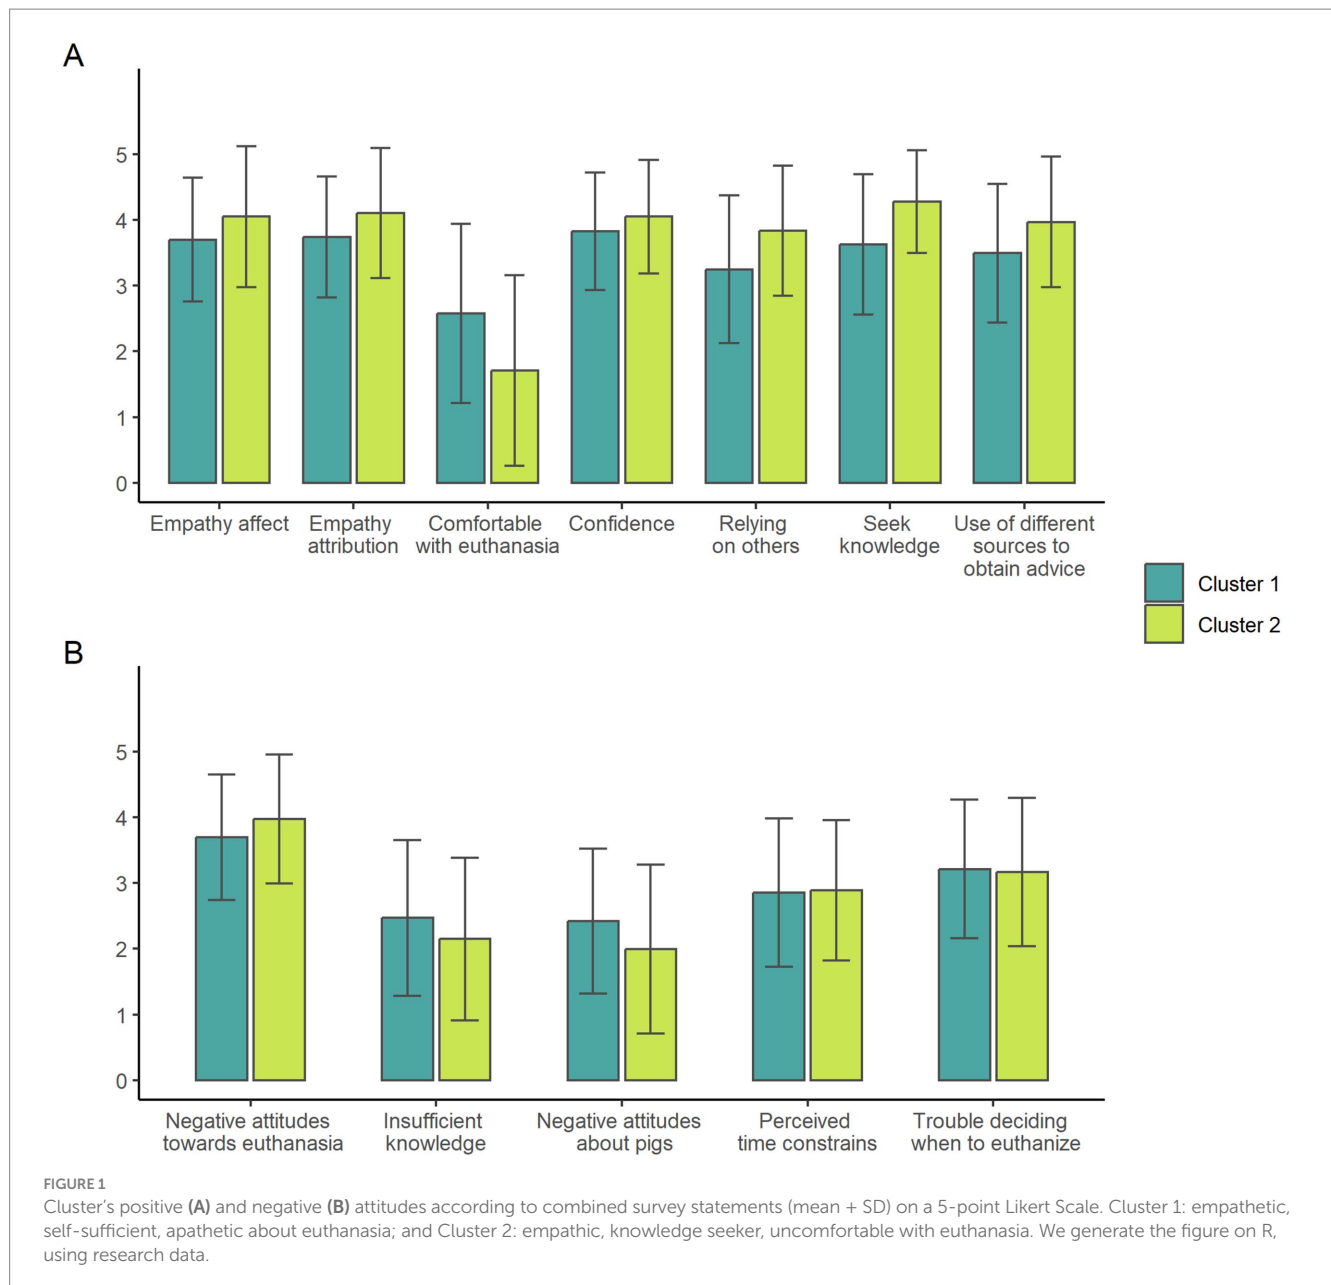 A
5
4
3
2
1
0
Empathy affect
Empathy
attribution
Comfortable
with euthanasia
Confidence
Relying
on others
Seek
knowledge
Use of different
sources to
obtain advice
Cluster 1
Cluster 2
B
5
4
3
2
1
0
Negative attitudes
towards euthanasia
Insufficient
knowledge
Negative attitudes
about pigs
Perceived
time constrains
Trouble deciding
when to euthanize
FIGURE 1
Cluster’s positive (A) and negative (B) attitudes according to combined survey statements (mean + SD) on a 5-point Likert Scale. Cluster 1: empathetic,
self-sufficient, apathetic about euthanasia; and Cluster 2: empathic, knowledge seeker, uncomfortable with euthanasia. We generate the figure on R,
using research data.